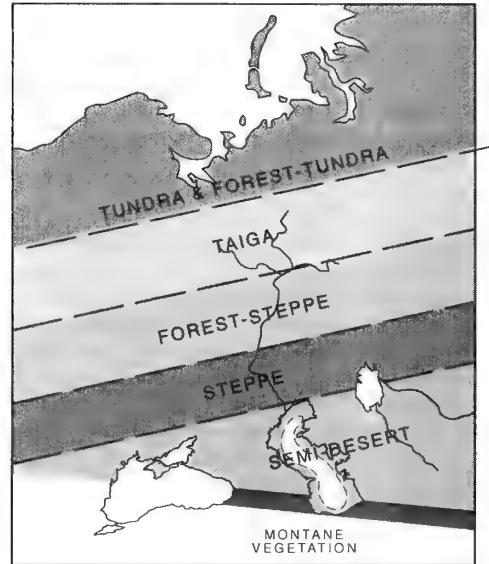 TUNDRA & FOREST-TUNDRA
TAIGA
FOREST-STEPPE
STEPPE
SEMI-DESERT
MONTANE
VEGETATION